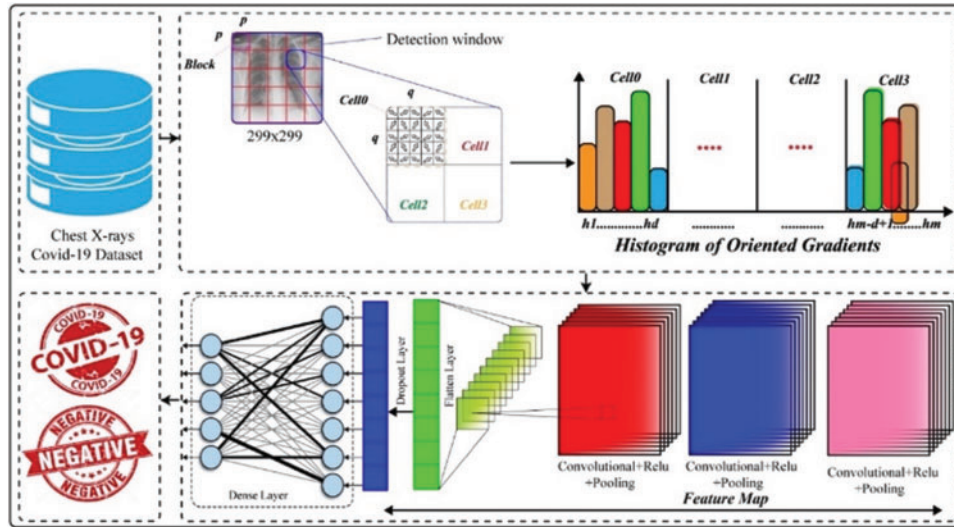 p
p
Block
Detection window
299x299
Chest X-rays
Covid-19 Dataset
Cell0
q
q
Cell1
Cell2
Cell3
Cell0
Cell1
Cell2
Cell3
....
....
h1..............hd
............
............
hm-d+1........hm
Histogram of Oriented Gradients
COVID-19
COVID-19
COVID-19
NEGATIVE
NEGATIVE
NEGATIVE
Dense Layer
Dropout Layer
Flatten Layer
Convolutional+Relu
+Pooling
Convolutional+Relu
+Pooling
Convolutional+Relu
+Pooling
Feature Map